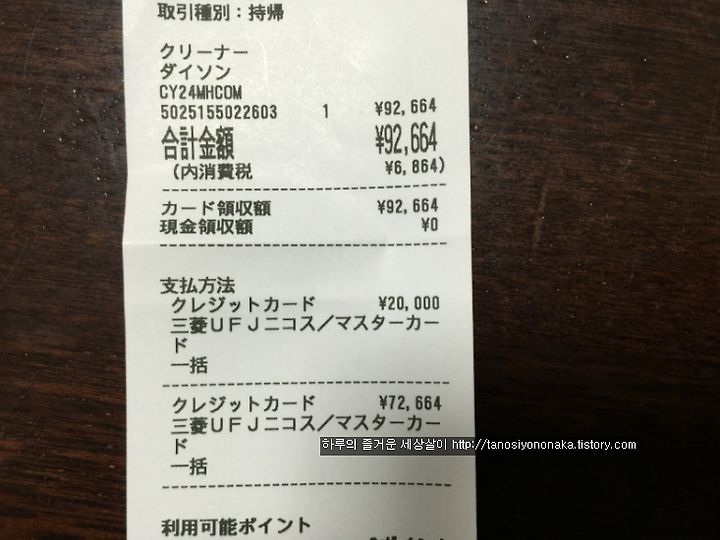 取引種別：持帰
クリーナー
ダイソン
CY24MHCOM
5025155022603 1 ¥92,664
合計金額 ¥92,664
(内消費税 ¥6,864)
カード領収額 ¥92,664
現金領収額 ¥0
支払方法
クレジットカード ¥20,000
三菱UFJニコス／マスターカー
ド
一括
クレジットカード ¥72,664
三菱UFJニコス／マスターカー
ド
一括
하루의 즐거운 세상살이 http://tanosiyononaka.tistory.com
利用可能ポイント